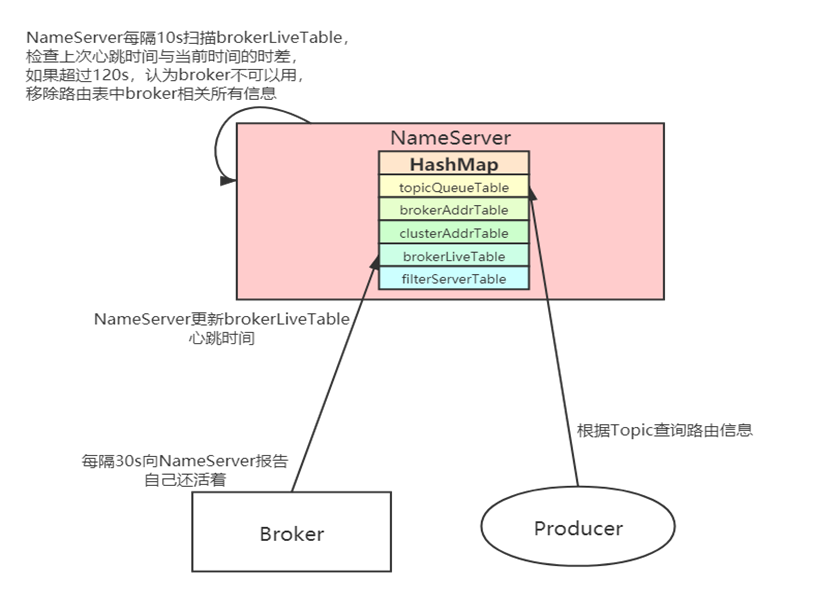 NameServer每隔10s扫描brokerLiveTable，
检查上次心跳时间与当前时间的时差，
如果超过120s，认为broker不可以用，
移除路由表中broker相关所有信息
NameServer
HashMap
topicQueueTable
brokerAddrTable
clusterAddrTable
brokerLiveTable
filterServerTable
NameServer更新brokerLiveTable
心跳时间
根据Topic查询路由信息
每隔30s向NameServer报告
自己还活着
Broker
Producer